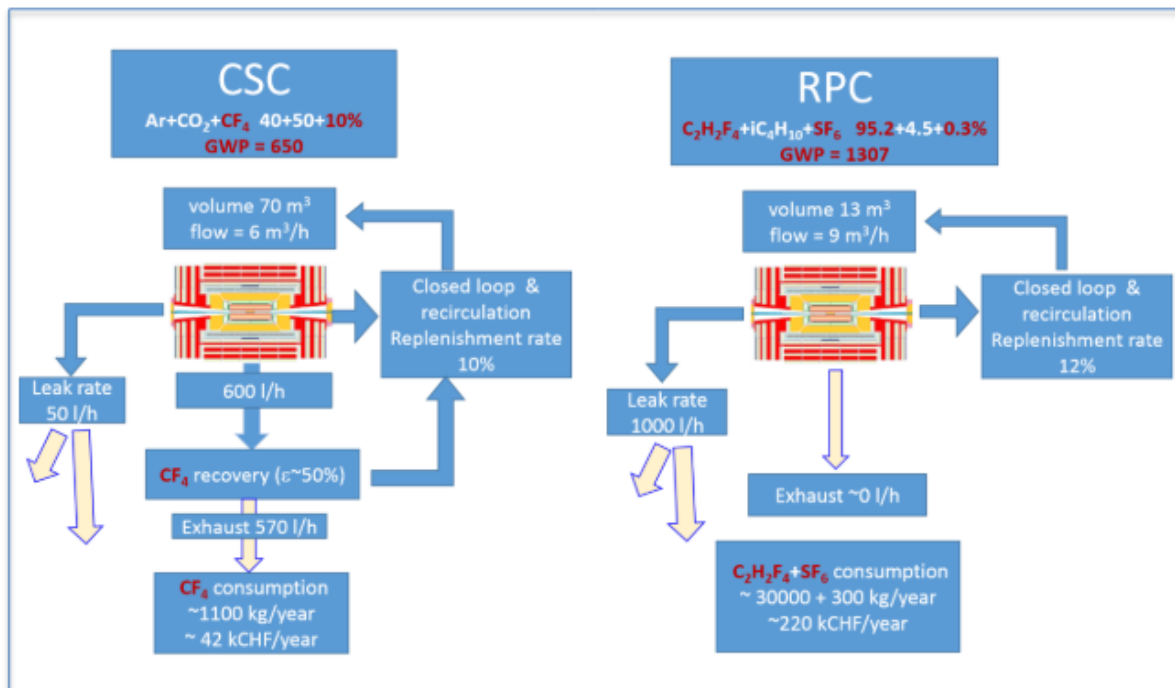 CSC
Ar+CO₂+CF₄ 40+50+10%
GWP = 650
volume 70 m³
flow = 6 m³/h
Closed loop &
recirculation
Replenishment rate
10%
Leak rate
50 l/h
600 l/h
CF₄ recovery (ε~50%)
Exhaust 570 l/h
CF₄ consumption
~1100 kg/year
~ 42 kCHF/year
RPC
C₂H₂F₄+iC₄H₁₀+SF₆ 95.2+4.5+0.3%
GWP = 1307
volume 13 m³
flow = 9 m³/h
Closed loop &
recirculation
Replenishment rate
12%
Leak rate
1000 l/h
Exhaust ~0 l/h
C₂H₂F₄+SF₆ consumption
~ 30000 + 300 kg/year
~220 kCHF/year